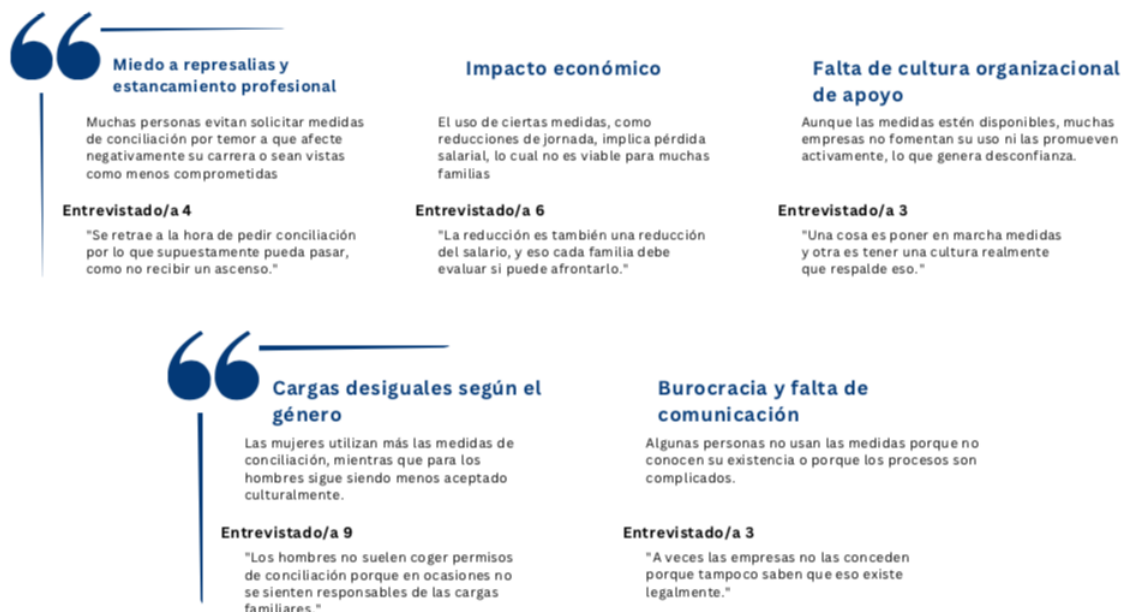 Miedo a represalias y
estancamiento profesional
Muchas personas evitan solicitar medidas
de conciliación por temor a que afecte
negativamente su carrera o sean vistas
como menos comprometidas
Entrevistado/a 4
"Se retrae a la hora de pedir conciliación
por lo que supuestamente pueda pasar,
como no recibir un ascenso."
Impacto económico
El uso de ciertas medidas, como
reducciones de jornada, implica pérdida
salarial, lo cual no es viable para muchas
familias
Entrevistado/a 6
"La reducción es también una reducción
del salario, y eso cada familia debe
evaluar si puede afrontarlo."
Falta de cultura organizacional
de apoyo
Aunque las medidas estén disponibles, muchas
empresas no fomentan su uso ni las promueven
activamente, lo que genera desconfianza.
Entrevistado/a 3
"Una cosa es poner en marcha medidas
y otra es tener una cultura realmente
que respalde eso."
Cargas desiguales según el
género
Las mujeres utilizan más las medidas de
conciliación, mientras que para los
hombres sigue siendo menos aceptado
culturalmente.
Entrevistado/a 9
"Los hombres no suelen coger permisos
de conciliación porque en ocasiones no
se sienten responsables de las cargas
familiares."
Burocracia y falta de
comunicación
Algunas personas no usan las medidas porque no
conocen su existencia o porque los procesos son
complicados.
Entrevistado/a 3
"A veces las empresas no las conceden
porque tampoco saben que eso existe
legalmente."